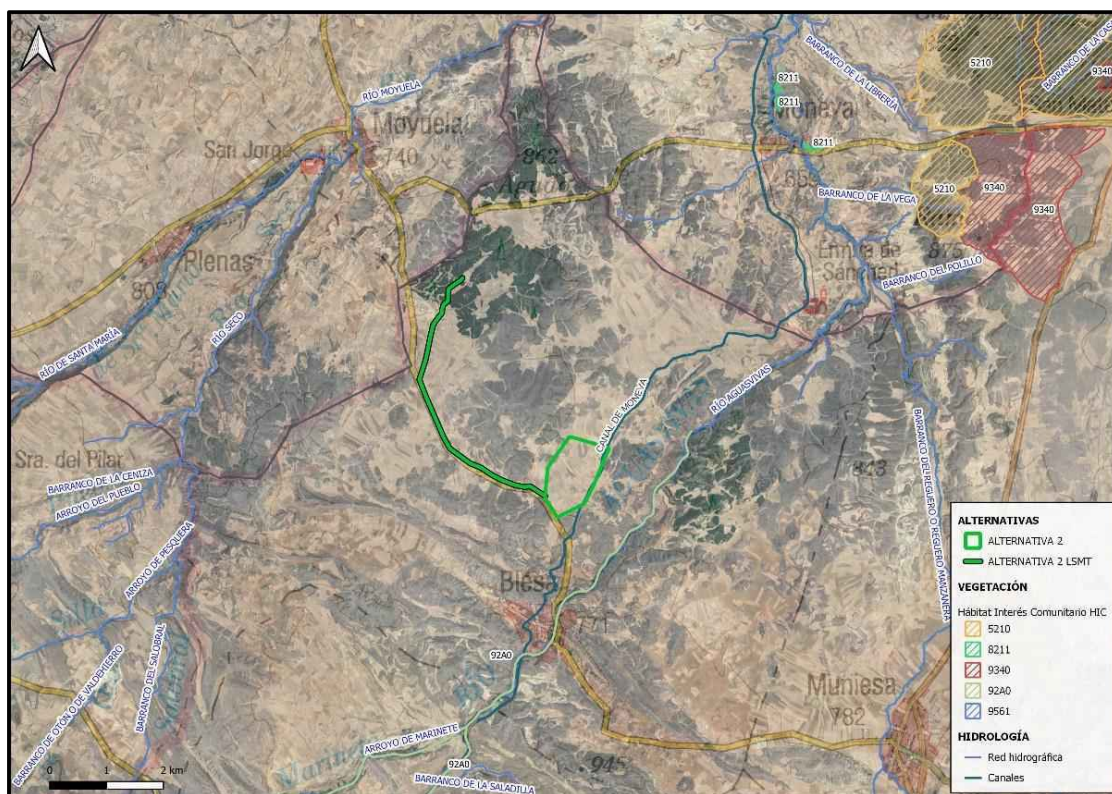 5210
9340
BARRANCO DE LA CASA
BARRANCO DE LA LIBRERÍA
RÍO MOYUELA
8211
8211
Moneva
Moyuela
740
San Jorge
862
8211
5210
9340
9340
BARRANCO DE LA VEGA
Plenas
BARRANCO DEL POLILLO
RÍO DE SANTA MARÍA
RÍO SECO
CANAL DE MONEVA
RÍO AGUASVIVAS
Sra. del Pilar
BARRANCO DE LA CENIZA
ARROYO DEL PUEBLO
843
BARRANCO DEL REGUERO O REGUERO MANZANERA
ARROYO DE PESQUERA
Blesa
92A0
BARRANCO DE OTÓN O DE VALDEHIERRO
BARRANCO DEL SALOBRAL
Muniesa
782
ARROYO DE MARINETE
945
92A0
BARRANCO DE LA SALADILLA
0 1 2 km
ALTERNATIVAS
ALTERNATIVA 2
ALTERNATIVA 2 LSMT
VEGETACIÓN
Hábitat Interés Comunitario HIC
5210
8211
9340
92A0
9561
HIDROLOGÍA
Red hidrográfica
Canales